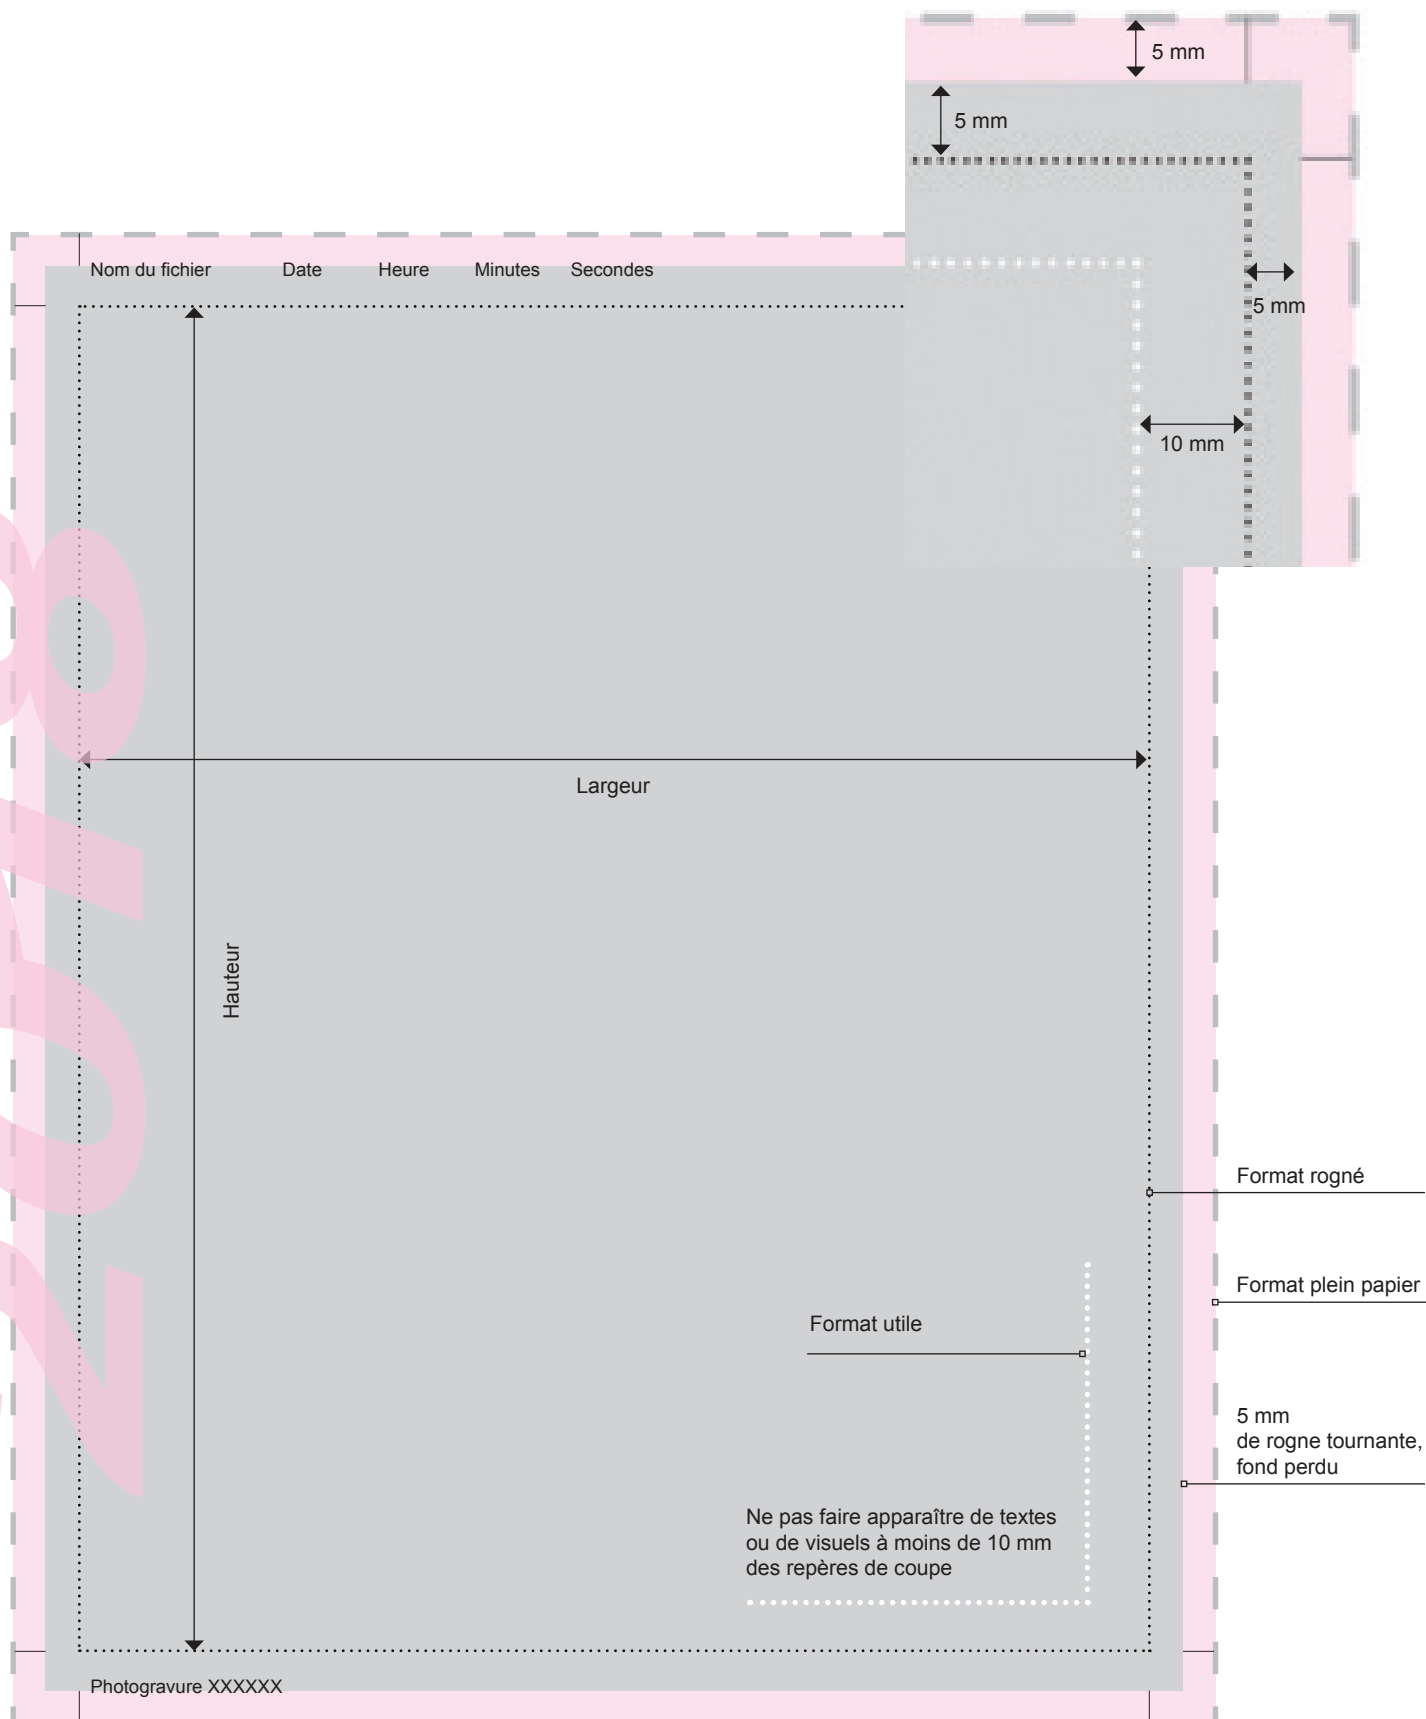 5 mm
5 mm
Nom du fichier Date Heure Minutes Secondes
5 mm
10 mm
Largeur
Hauteur
Format rogné
Format plein papier
Format utile
5 mm
de rogne tournante,
fond perdu
Ne pas faire apparaître de textes
ou de visuels à moins de 10 mm
des repères de coupe
Photogravure XXXXXX
2018